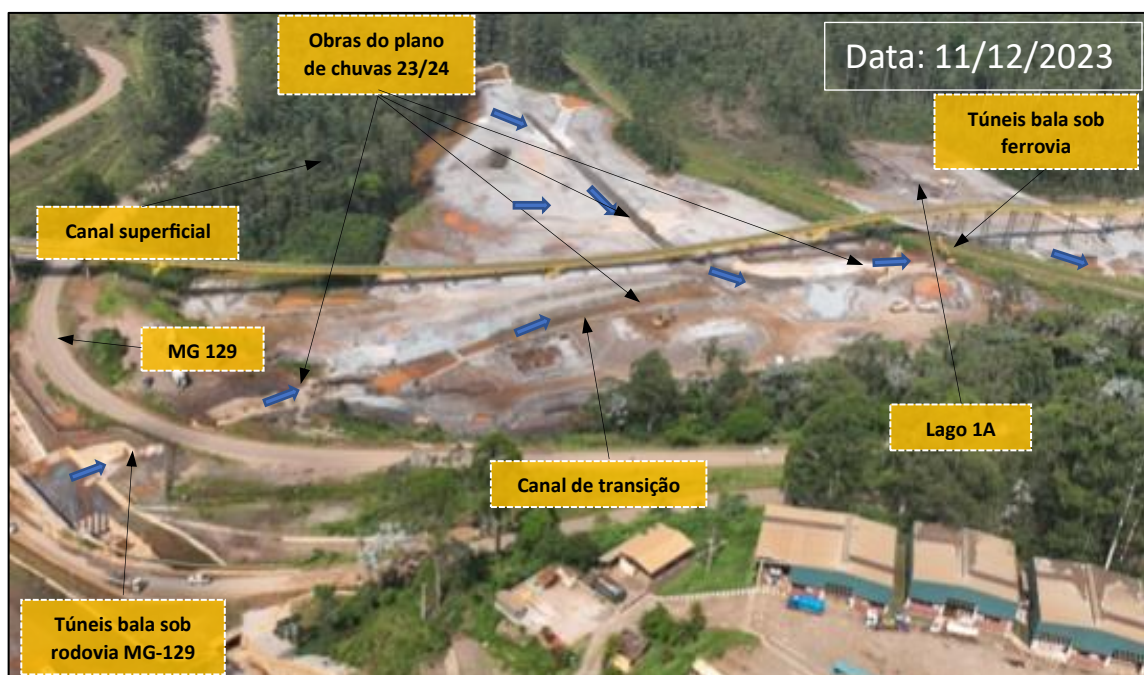 Obras do plano
de chuvas 23/24
Data: 11/12/2023
Túneis bala sob
ferrovia
Canal superficial
MG 129
Lago 1A
Canal de transição
Túneis bala sob
rodovia MG-129